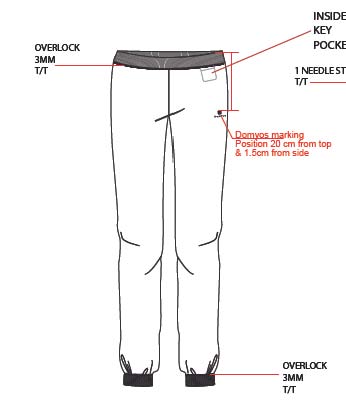 INSIDE
KEY
POCKE
OVERLOCK
3MM
T/T
1 NEEDLE ST
T/T
Domyos marking
Position 20 cm from top
& 1.5cm from side
OVERLOCK
3MM
T/T